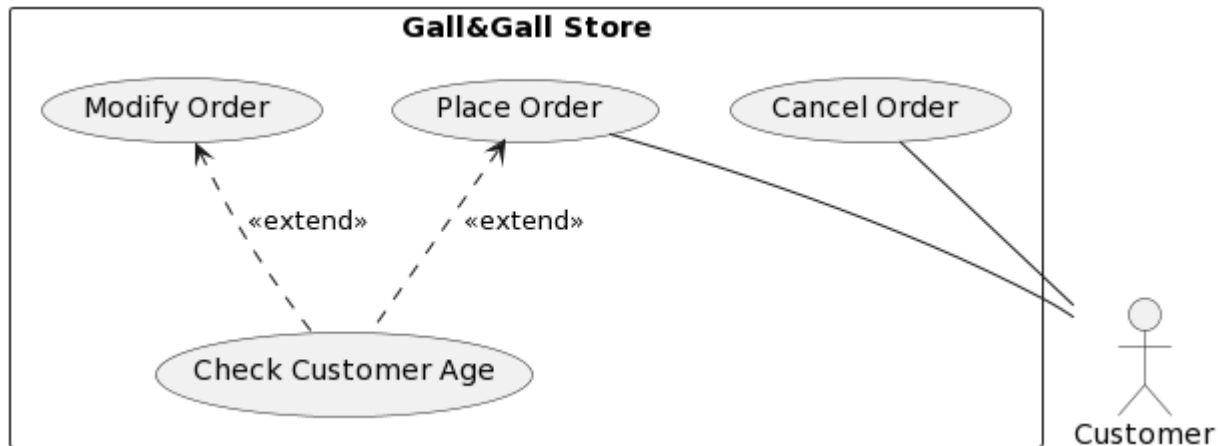 Gall&Gall Store
Modify Order
Place Order
Cancel Order
«extend»
«extend»
Check Customer Age
Customer